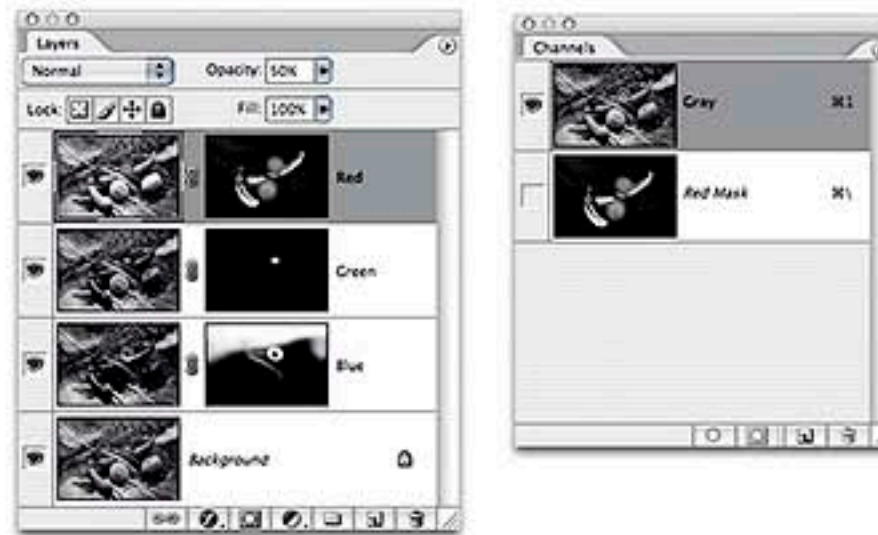 Layers
Normal
Opacity: 50%
Lock:
Fill: 100%
Red
Green
Blue
Background
Channels
Gray ⌘1
Red Mask ⌘\